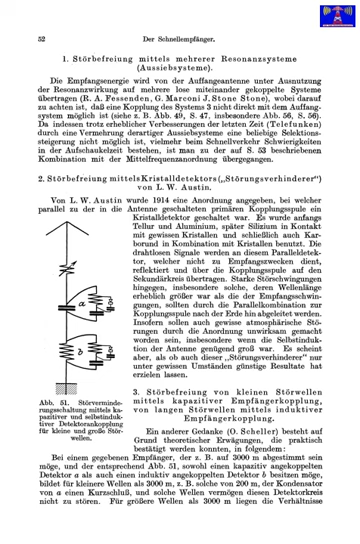 52
Der Schnellempfänger.
1. Störbefreiung mittels mehrerer Resonanzsysteme
(Aussiebsysteme).
Die Empfangsenergie wird von der Auffangeantenne unter Ausnutzung
der Resonanzwirkung auf mehrere lose miteinander gekoppelte Systeme
übertragen (R. A. Fessenden, G. Marconi J. Stone Stone), wobei darauf
zu achten ist, daß eine Kopplung des Systems 3 nicht direkt mit dem Auffang-
system möglich ist (siehe z. B. Abb. 49, S. 47, insbesondere Abb. 56, S. 56).
Da indessen trotz erheblicher Verbesserungen der letzten Zeit (Telefunken)
durch eine Vermehrung derartiger Aussiebsysteme eine beliebige Selektions-
steigerung nicht möglich ist, vielmehr beim Schnellverkehr Schwierigkeiten
in der Aufschaukelzeit bestehen, ist man zu der auf S. 53 beschriebenen
Kombination mit der Mittelfrequenzanordnung übergegangen.
2. Störbefreiung mittels Kristalldetektors („Störungsverhinderer“)
von L. W. Austin.
Von L. W. Austin wurde 1914 eine Anordnung angegeben, bei welcher
parallel zu der in die Antenne geschalteten primären Kopplungsspule ein
Kristalldetektor geschaltet war. Es wurde anfangs
Tellur und Aluminium, später Silizium in Kontakt
mit gewissen Kristallen und schließlich auch Kar-
borund in Kombination mit Kristallen benutzt. Die
drahtlosen Signale werden an diesem Paralleldetek-
tor, welcher nicht zu Empfangszwecken dient,
reflektiert und über die Kopplungsspule auf den
Sekundärkreis übertragen. Starke Störschwingungen
hingegen, insbesondere solche, deren Wellenlänge
erheblich größer war als die der Empfangsschwin-
gungen, sollten durch die Parallelkombination zur
Kopplungsspule nach der Erde hin abgeleitet werden.
Insofern sollen auch gewisse atmosphärische Stö-
rungen durch die Anordnung unwirksam gemacht
worden sein, insbesondere wenn die Selbstinduk-
tion der Antenne genügend groß war. Es scheint
aber, als ob auch dieser „Störungsverhinderer“ nur
unter gewissen Umständen günstige Resultate hat
erzielen lassen.
a
b
Abb. 51. Störverminde-
rungsschaltung mittels ka-
pazitiver und selbstinduk-
tiver Detektorankopplung
für kleine und große Stör-
wellen.
3. Störbefreiung von kleinen Störwellen
mittels kapazitiver Empfängerkopplung,
von langen Störwellen mittels induktiver
Empfängerkopplung.
Ein anderer Gedanke (O. Scheller) besteht auf
Grund theoretischer Erwägungen, die praktisch
bestätigt werden konnten, in folgendem:
Bei einem gegebenen Empfänger, der z. B. auf 3000 m abgestimmt sein
möge, und der entsprechend Abb. 51, sowohl einen kapazitiv angekoppelten
Detektor a als auch einen induktiv angekoppelten Detektor b besitzen möge,
bildet für kleinere Wellen als 3000 m, z. B. solche von 200 m, der Kondensator
von a einen Kurzschluß, und solche Wellen vermögen diesen Detektorkreis
nicht zu stören. Für größere Wellen als 3000 m liegen die Verhältnisse